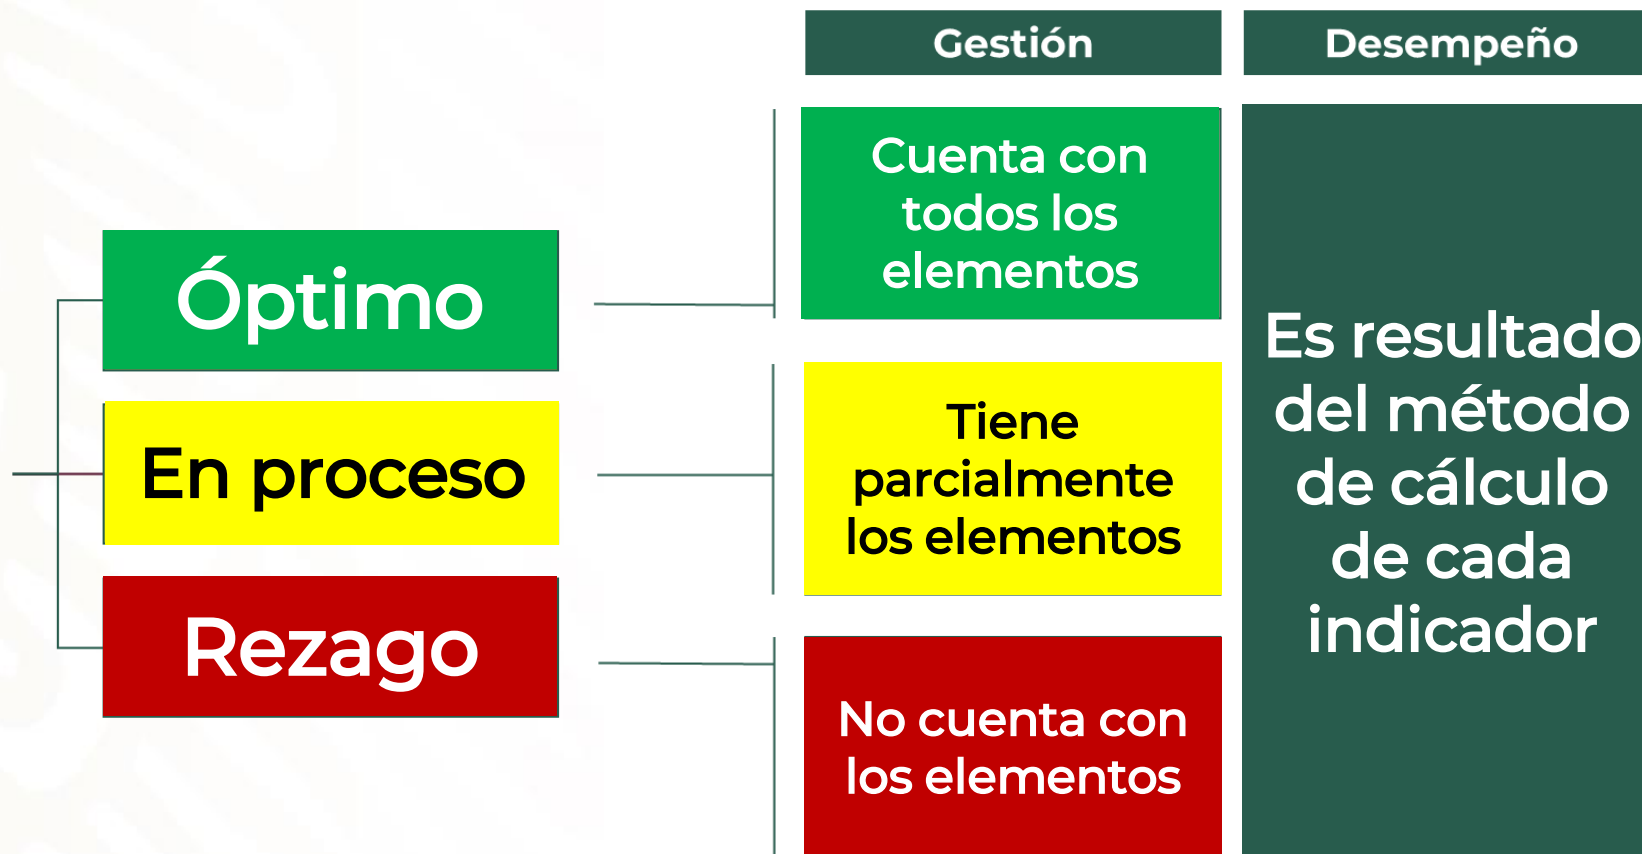 Gestión
Desempeño
Óptimo
En proceso
Rezago
Cuenta con
todos los
elementos
Tiene
parcialmente
los elementos
No cuenta con
los elementos
Es resultado
del método
de cálculo
de cada
indicador